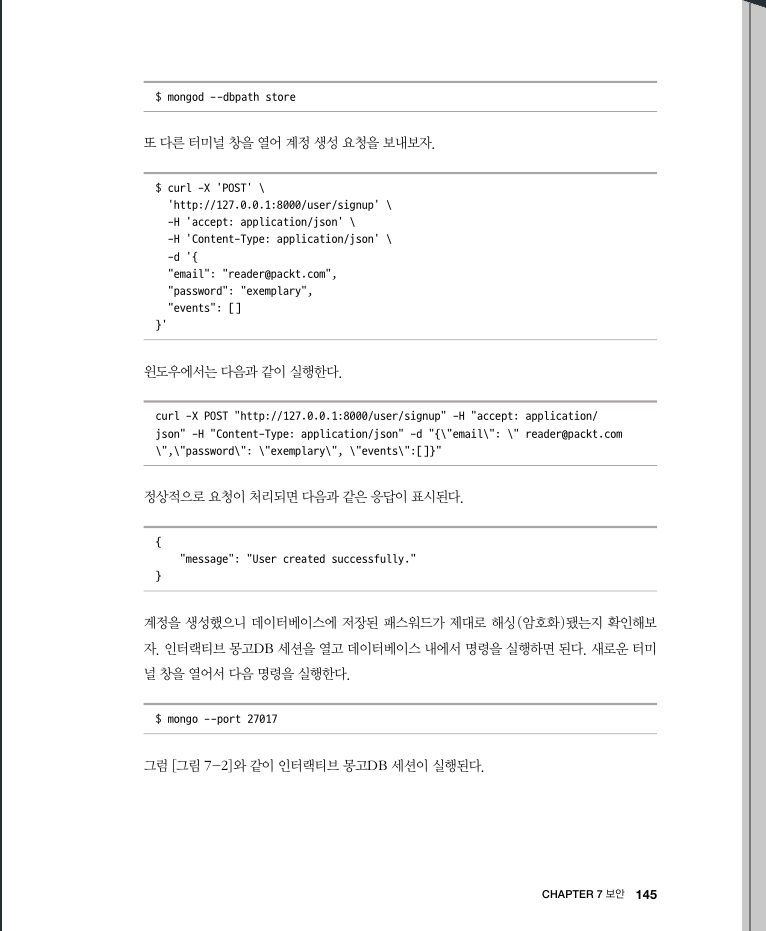 $ mongod --dbpath store
또 다른 터미널 창을 열어 계정 생성 요청을 보내보자.
$ curl -X 'POST' \
'http://127.0.0.1:8000/user/signup' \
-H 'accept: application/json' \
-H 'Content-Type: application/json' \
-d '{
"email": "reader@packt.com",
"password": "exemplary",
"events": []
}'
윈도우에서는 다음과 같이 실행한다.
curl -X POST "http://127.0.0.1:8000/user/signup" -H "accept: application/
json" -H "Content-Type: application/json" -d "{\"email\": \" reader@packt.com
\",\"password\": \"exemplary\", \"events\":[]}"
정상적으로 요청이 처리되면 다음과 같은 응답이 표시된다.
{
"message": "User created successfully."
}
계정을 생성했으니 데이터베이스에 저장된 패스워드가 제대로 해싱(암호화)됐는지 확인해보
자. 인터랙티브 몽고DB 세션을 열고 데이터베이스 내에서 명령을 실행하면 된다. 새로운 터미
널 창을 열어서 다음 명령을 실행한다.
$ mongo --port 27017
그럼 [그림 7-2]와 같이 인터랙티브 몽고DB 세션이 실행된다.
CHAPTER 7 보안 145